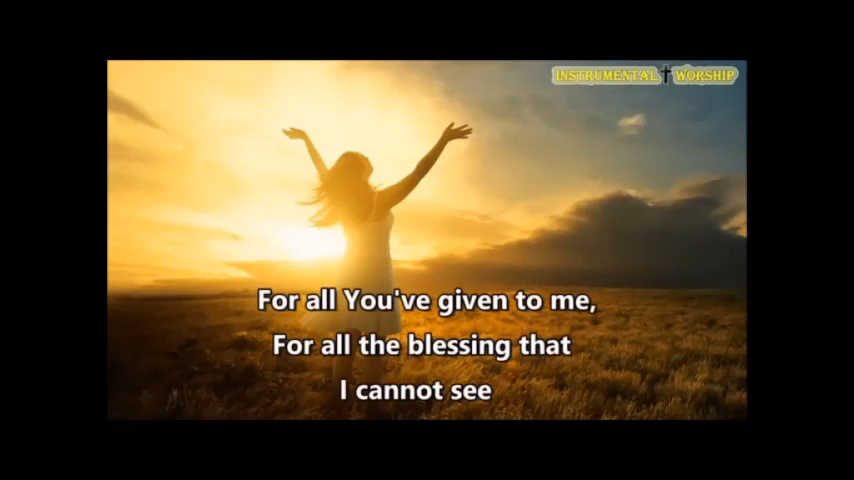 INSTRUMENTAL WORSHIP
For all You've given to me,
For all the blessing that
I cannot see